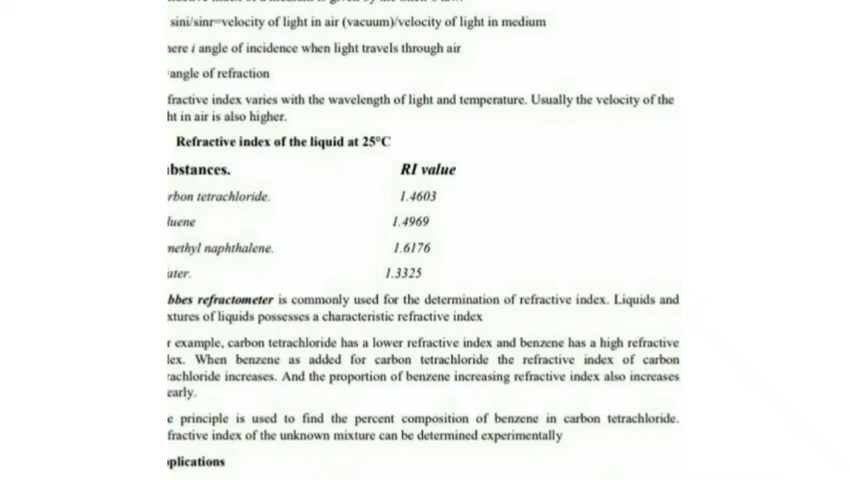 sini/sinr=velocity of light in air (vacuum)/velocity of light in medium
here i angle of incidence when light travels through air
angle of refraction
fractive index varies with the wavelength of light and temperature. Usually the velocity of the
ht in air is also higher.
Refractive index of the liquid at 25°C
bstances. RI value
rbon tetrachloride. 1.4603
luene 1.4969
methyl naphthalene. 1.6176
ater. 1.3325
bbes refractometer is commonly used for the determination of refractive index. Liquids and
xtures of liquids possesses a characteristic refractive index
r example, carbon tetrachloride has a lower refractive index and benzene has a high refractive
lex. When benzene as added for carbon tetrachloride the refractive index of carbon
rachloride increases. And the proportion of benzene increasing refractive index also increases
early.
e principle is used to find the percent composition of benzene in carbon tetrachloride.
fractive index of the unknown mixture can be determined experimentally
plications